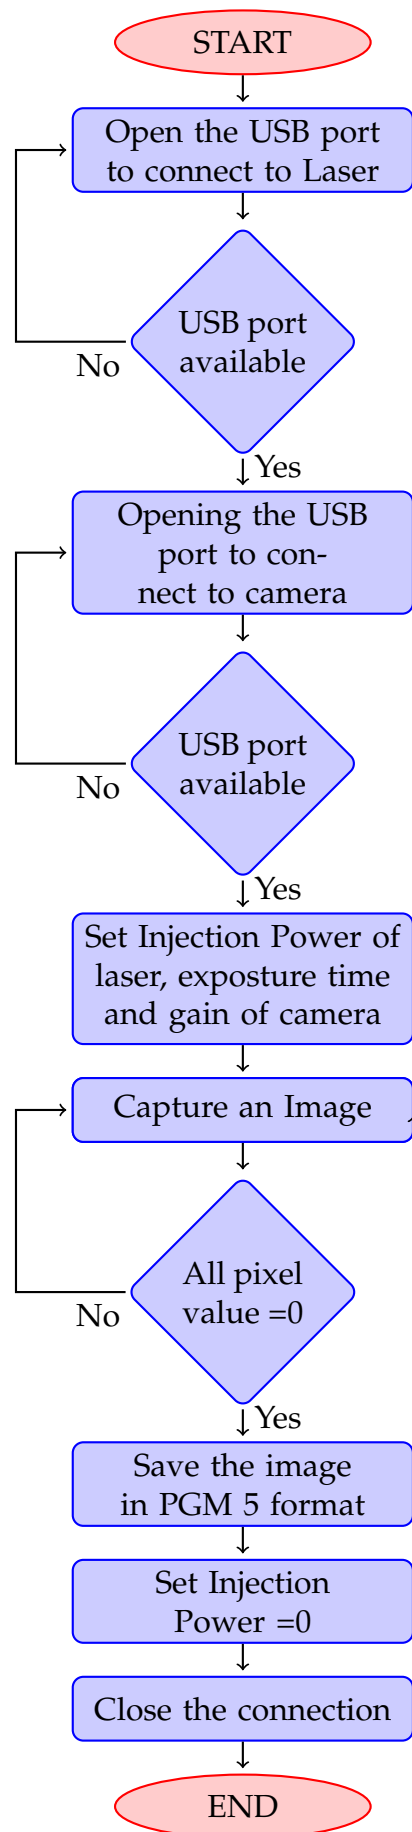 START
Open the USB port
to connect to Laser
USB port
available
No
Yes
Opening the USB
port to con-
nect to camera
USB port
available
No
Yes
Set Injection Power of
laser, exposture time
and gain of camera
Capture an Image
All pixel
value =0
No
Yes
Save the image
in PGM 5 format
Set Injection
Power =0
Close the connection
END